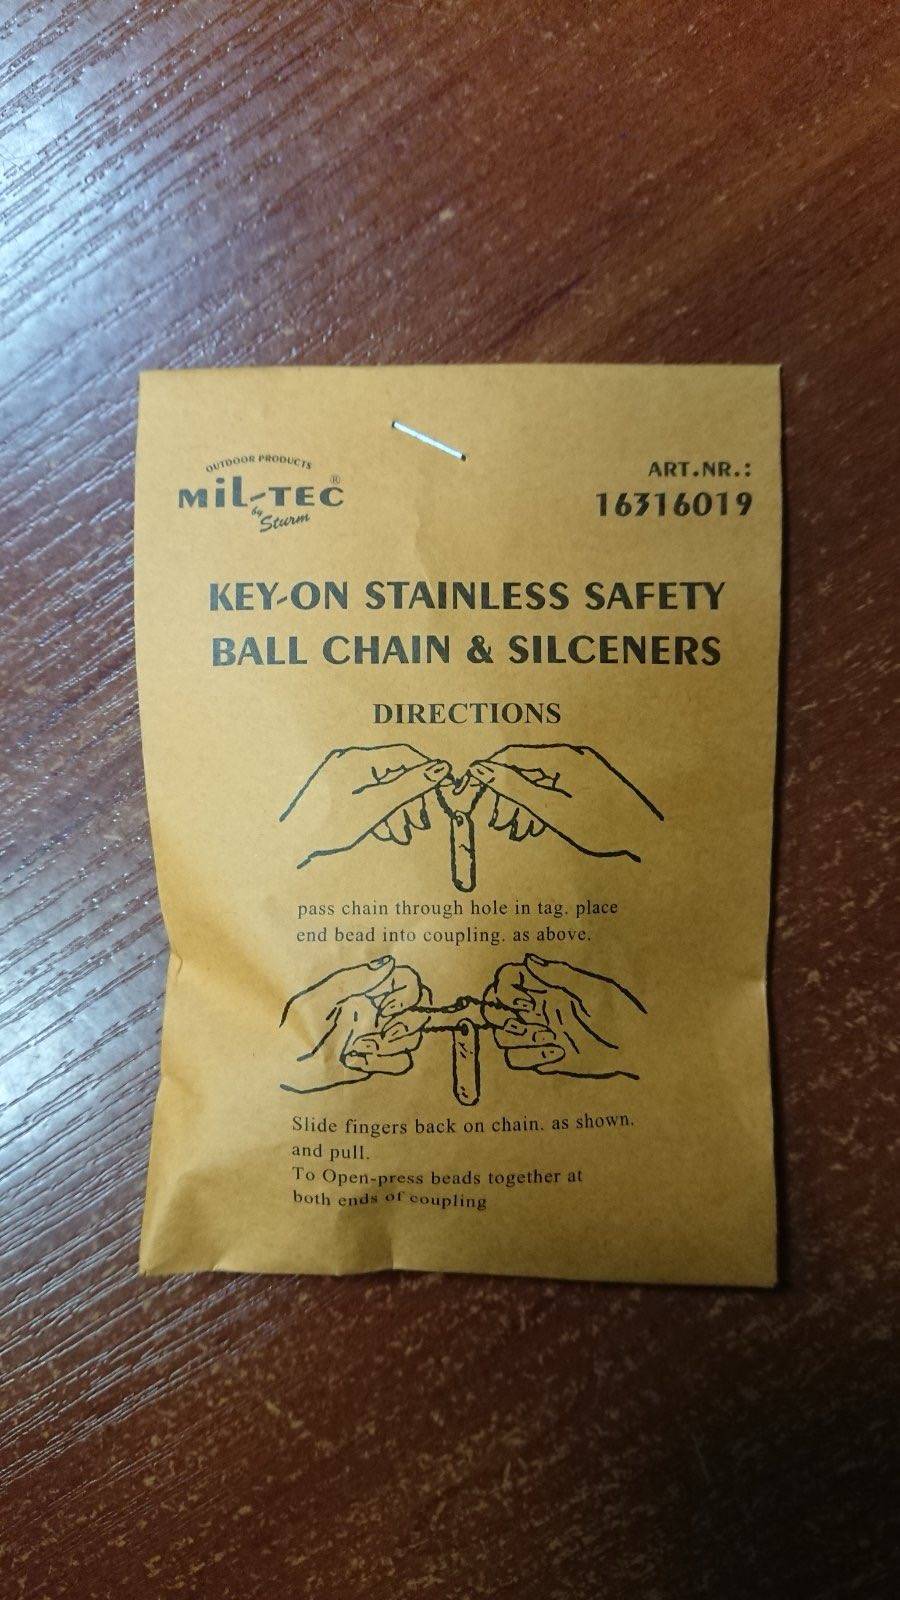 OUTDOOR PRODUCTS
MiL-TEC®
by Sturm
ART.NR.:
16316019
KEY-ON STAINLESS SAFETY
BALL CHAIN & SILCENERS
DIRECTIONS
pass chain through hole in tag. place
end bead into coupling. as above.
Slide fingers back on chain. as shown.
and pull.
To Open-press beads together at
both ends of coupling